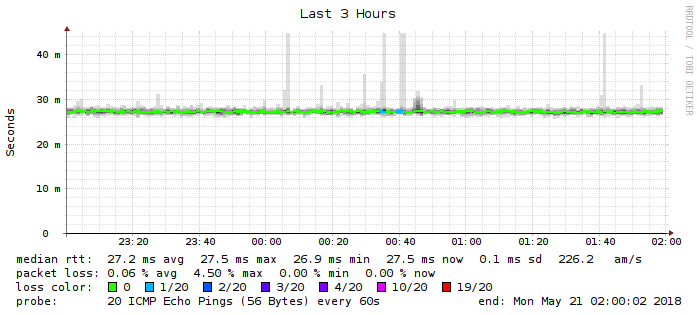 Last 3 Hours
RRDTOOL / TOBI OETIKER
Seconds
40 m
30 m
20 m
10 m
0
23:20 23:40 00:00 00:20 00:40 01:00 01:20 01:40 02:00
median rtt: 27.2 ms avg 27.5 ms max 26.9 ms min 27.5 ms now 0.1 ms sd 226.2 am/s
packet loss: 0.06 % avg 4.50 % max 0.00 % min 0.00 % now
loss color: 0 1/20 2/20 3/20 4/20 10/20 19/20
probe: 20 ICMP Echo Pings (56 Bytes) every 60s end: Mon May 21 02:00:02 2018